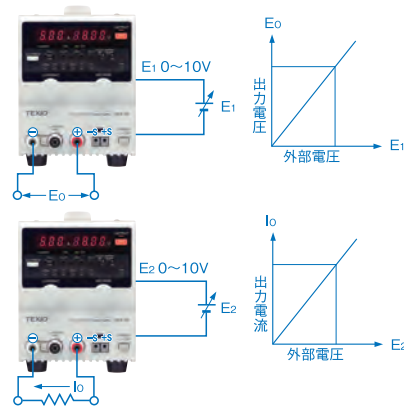 E₁ 0〜10V
E₁
TEXIO
⊖ ⊕ -S +S
E₀
E₀
出力電圧
外部電圧
E₁
E₂ 0〜10V
E₂
TEXIO
⊖ ⊕ -S +S
I₀
I₀
出力電流
外部電圧
E₂